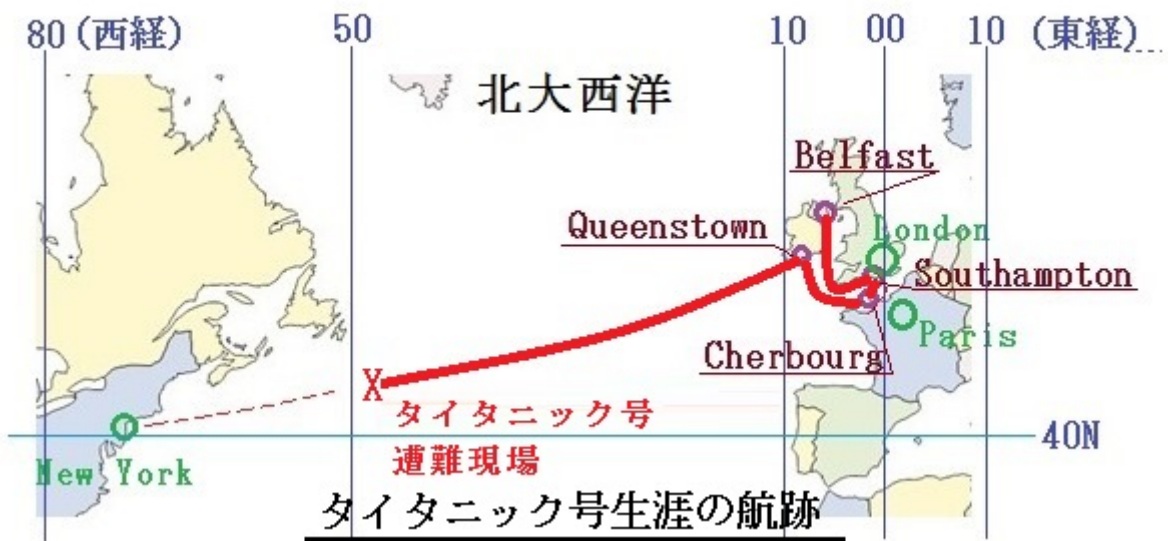 80 (西経) 50 10 00 10 (東経)
北大西洋
Belfast
Queenstown
London
Southampton
Paris
Cherbourg
X
タイタニック号
遭難現場
40N
New York
タイタニック号生涯の航跡